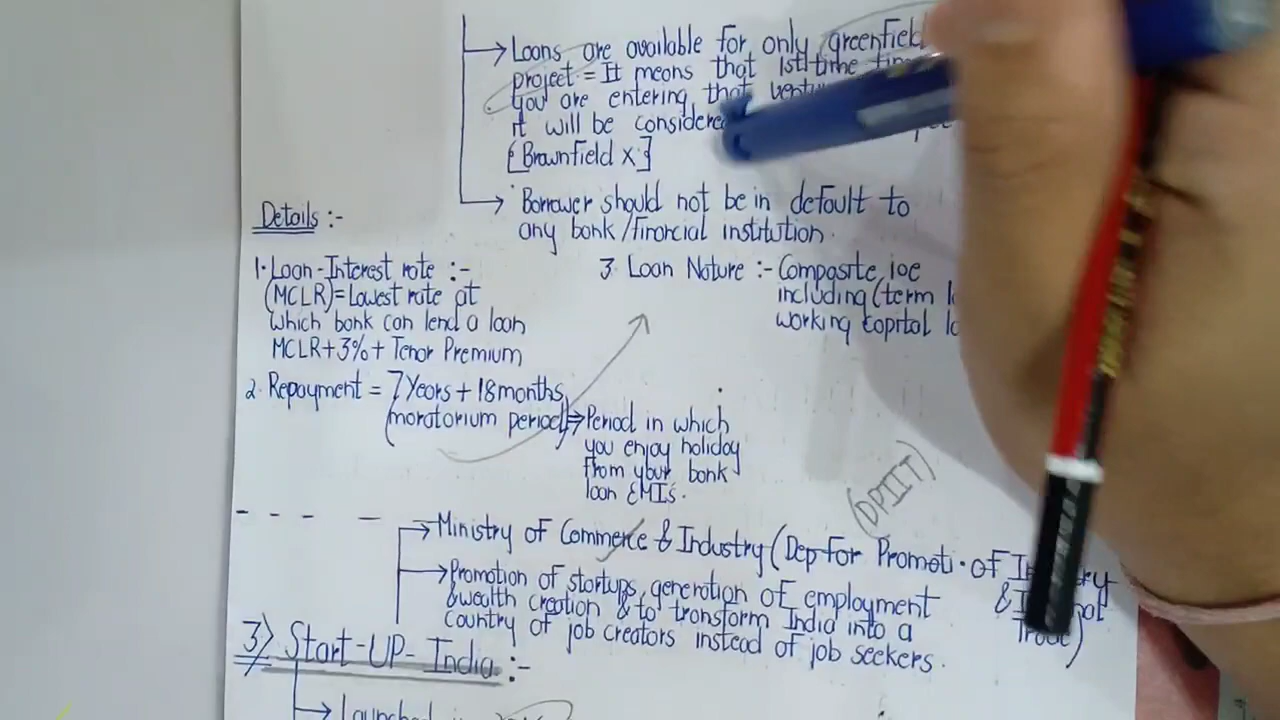 Loans are available for only greenfield
project = It means that 1st time
you are entering that
it will be considered
[Brownfield x]
Borrower should not be in default to
any bank/Financial institution.
Details :-
1. Loan-Interest rate :-
(MCLR)=Lowest rate at
which bank can lend a loan
MCLR+3%+Tenor Premium
2. Repayment = 7 Years + 18 months
(moratorium period)⇒Period in which
you enjoy holiday
from your bank
loan EMI's.
3. Loan Nature :- Composite ioe
including (term
working capital
(DPIIT)
Ministry of Commerce & Industry (Dep for Promoti. of
&
Trade)
Promotion of startups, generation of employment
&wealth creation & to transform India into a
country of job creators instead of job seekers.
3> Start-UP-India :-
Launched in